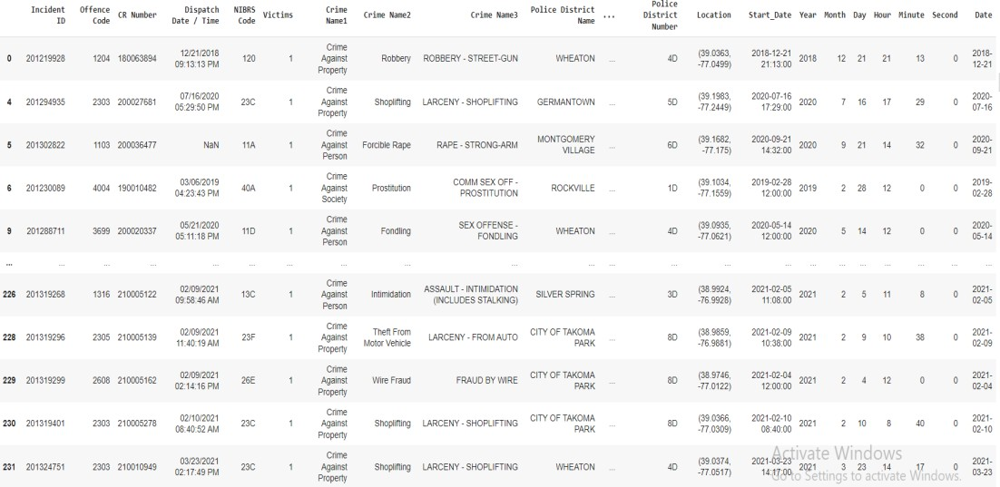 Incident ID Offence Code CR Number Dispatch Date / Time NIBRS Code Victims Crime Name1 Crime Name2 Crime Name3 Police District Name ... Police District Number Location Start_Date Year Month Day Hour Minute Second Date
0 201219928 1204 180063894 12/21/2018 09:13:13 PM 120 1 Crime Against Property Robbery ROBBERY - STREET-GUN WHEATON ... 4D (39.0363, -77.0499) 2018-12-21 21:13:00 2018 12 21 21 13 0 2018-12-21
4 201294935 2303 200027681 07/16/2020 05:29:50 PM 23C 1 Crime Against Property Shoplifting LARCENY - SHOPLIFTING GERMANTOWN ... 5D (39.1983, -77.2449) 2020-07-16 17:29:00 2020 7 16 17 29 0 2020-07-16
5 201302822 1103 200036477 NaN 11A 1 Crime Against Person Forcible Rape RAPE - STRONG-ARM MONTGOMERY VILLAGE ... 6D (39.1682, -77.175) 2020-09-21 14:32:00 2020 9 21 14 32 0 2020-09-21
6 201230089 4004 190010482 03/06/2019 04:23:43 PM 40A 1 Crime Against Society Prostitution COMM SEX OFF - PROSTITUTION ROCKVILLE ... 1D (39.1034, -77.1559) 2019-02-28 12:00:00 2019 2 28 12 0 0 2019-02-28
9 201288711 3699 200020337 05/21/2020 05:11:18 PM 11D 1 Crime Against Person Fondling SEX OFFENSE - FONDLING WHEATON ... 4D (39.0935, -77.0621) 2020-05-14 12:00:00 2020 5 14 12 0 0 2020-05-14
... ... ... ... ... ... ... ... ... ... ... ... ... ... ... ... ... ... ... ... ... ...
226 201319268 1316 210005122 02/09/2021 09:58:46 AM 13C 1 Crime Against Person Intimidation ASSAULT - INTIMIDATION (INCLUDES STALKING) SILVER SPRING ... 3D (38.9924, -76.9928) 2021-02-05 11:08:00 2021 2 5 11 8 0 2021-02-05
228 201319296 2305 210005139 02/09/2021 11:40:19 AM 23F 1 Crime Against Property Theft From Motor Vehicle LARCENY - FROM AUTO CITY OF TAKOMA PARK ... 8D (38.9859, -76.9881) 2021-02-09 10:38:00 2021 2 9 10 38 0 2021-02-09
229 201319299 2608 210005162 02/09/2021 02:14:16 PM 26E 1 Crime Against Property Wire Fraud FRAUD BY WIRE CITY OF TAKOMA PARK ... 8D (38.9746, -77.0122) 2021-02-04 12:00:00 2021 2 4 12 0 0 2021-02-04
230 201319401 2303 210005278 02/10/2021 08:40:52 AM 23C 1 Crime Against Property Shoplifting LARCENY - SHOPLIFTING CITY OF TAKOMA PARK ... 8D (39.0366, -77.0309) 2021-02-10 08:40:00 2021 2 10 8 40 0 2021-02-10
231 201324751 2303 210010949 03/23/2021 02:17:49 PM 23C 1 Crime Against Property Shoplifting LARCENY - SHOPLIFTING WHEATON ... 4D (39.0374, -77.0517) 2021-03-23 14:17:00 2021 3 23 14 17 0 2021-03-23
Activate Windows
Go to Settings to activate Windows.